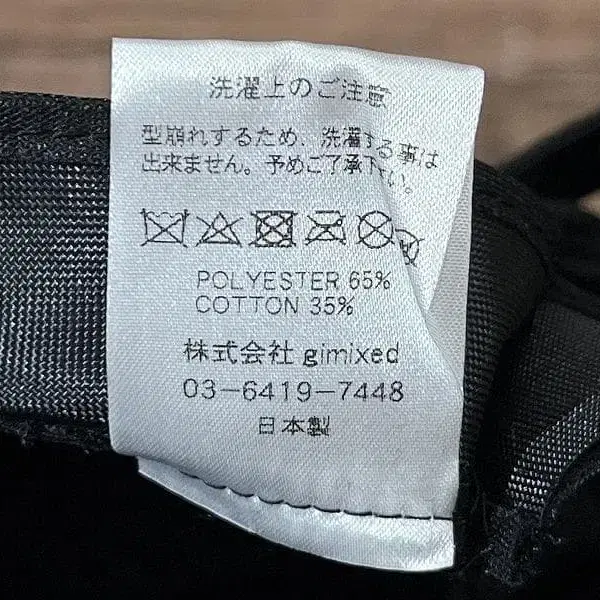 洗濯上のご注意
型崩れするため、洗濯する事は
出来ません。予めご了承下さい。
POLYESTER 65%
COTTON 35%
株式会社 gimixed
03-6419-7448
日本製